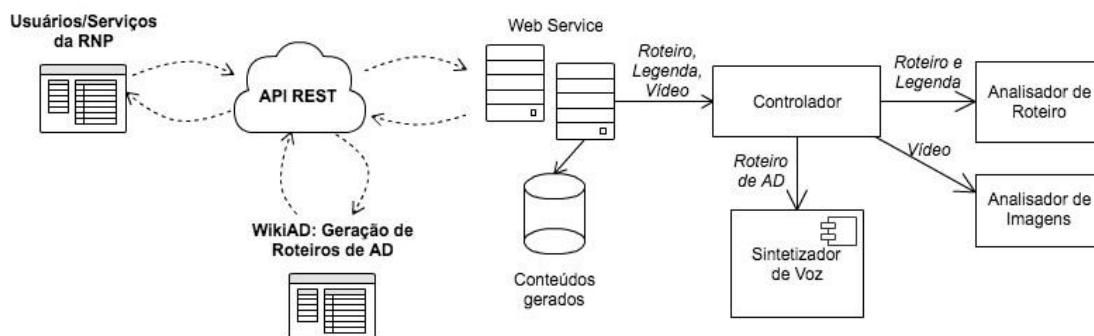 Usuários/Serviços
da RNP
API REST
WikiAD: Geração de
Roteiros de AD
Web Service
Conteúdos
gerados
Roteiro,
Legenda,
Vídeo
Controlador
Roteiro e
Legenda
Analisador de
Roteiro
Vídeo
Analisador de
Imagens
Roteiro
de AD
Sintetizador
de Voz